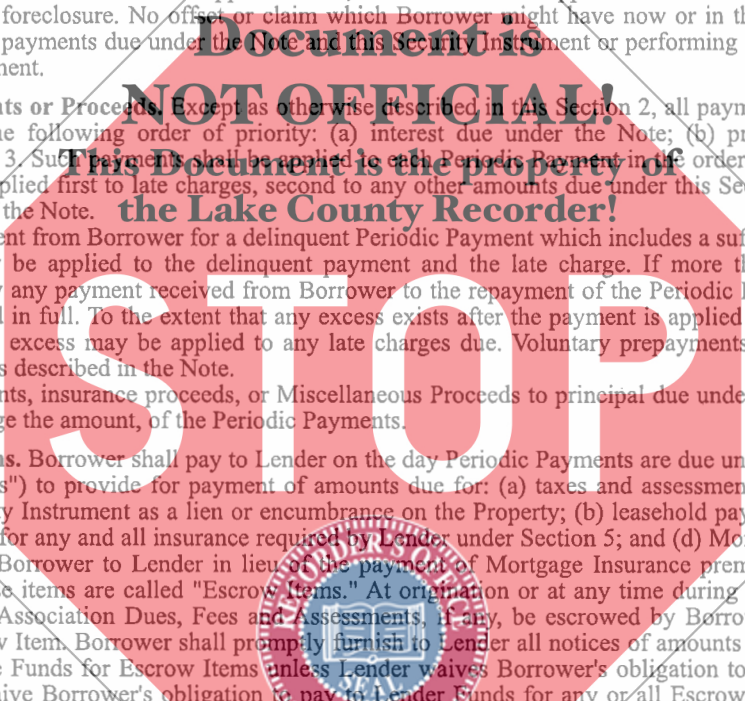 foreclosure. No offset or claim which Borrower might have now or in th
payments due under the Note and this Security Instrument or performing
Document is
nent.
NOT OFFICIAL!
nts or Proceeds. Except as otherwise described in this Section 2, all paym
ne following order of priority: (a) interest due under the Note; (b) pr
3. Such payments shall be applied to each Periodic Payment in the order
This Document is the property of
plied first to late charges, second to any other amounts due under this Se
the Note.
the Lake County Recorder!
ent from Borrower for a delinquent Periodic Payment which includes a suf
be applied to the delinquent payment and the late charge. If more th
any payment received from Borrower to the repayment of the Periodic
in full. To the extent that any excess exists after the payment is applied
excess may be applied to any late charges due. Voluntary prepayments
s described in the Note.
STOP
nts, insurance proceeds, or Miscellaneous Proceeds to principal due unde
ge the amount, of the Periodic Payments.
ns. Borrower shall pay to Lender on the day Periodic Payments are due un
s") to provide for payment of amounts due for: (a) taxes and assessmen
y Instrument as a lien or encumbrance on the Property; (b) leasehold pay
for any and all insurance required by Lender under Section 5; and (d) Mo
Borrower to Lender in lieu of the payment of Mortgage Insurance prem
e items are called "Escrow Items." At origination or at any time during
Association Dues, Fees and Assessments, if any, be escrowed by Borro
w Item. Borrower shall promptly furnish to Lender all notices of amounts
e Funds for Escrow Items unless Lender waives Borrower's obligation to
aive Borrower's obligation to pay to Lender Funds for any or all Escrow
RECORDER'S OFFICE
SEAL